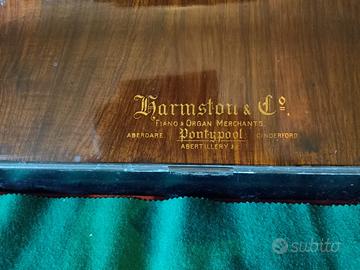 Harmston & Co.
Piano & Organ Merchants.
Aberdare Pontypool Cinderford
Abertillery &c
subito